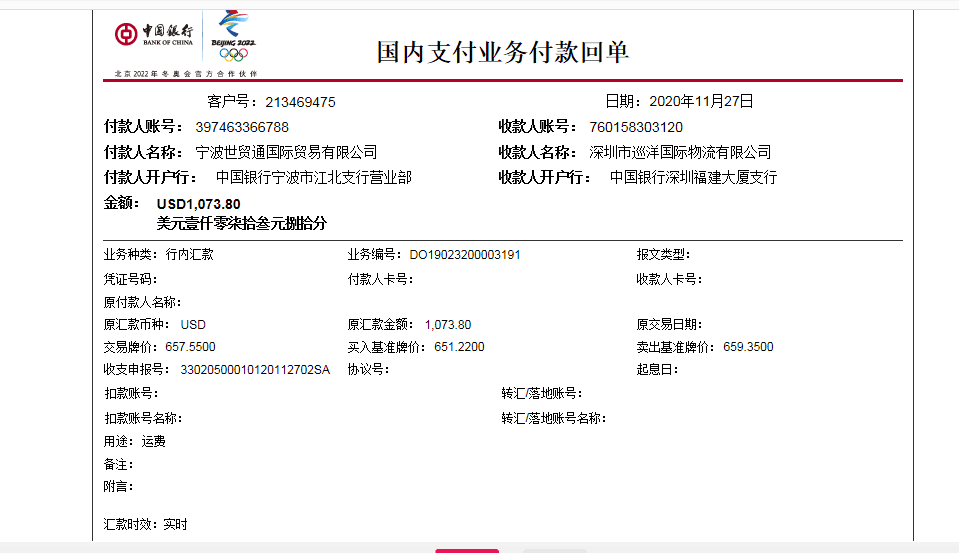 中国银行
BANK OF CHINA
BEIJING 2022
北京2022年冬奥会官方合作伙伴
国内支付业务付款回单
客户号：213469475 日期：2020年11月27日
付款人账号：397463366788 收款人账号：760158303120
付款人名称：宁波世贸通国际贸易有限公司 收款人名称：深圳市巡洋国际物流有限公司
付款人开户行：中国银行宁波市江北支行营业部 收款人开户行：中国银行深圳福建大厦支行
金额：USD1,073.80
美元壹仟零柒拾叁元捌拾分
业务种类：行内汇款 业务编号：DO19023200003191 报文类型：
凭证号码： 付款人卡号： 收款人卡号：
原付款人名称：
原汇款币种：USD 原汇款金额：1,073.80 原交易日期：
交易牌价：657.5500 买入基准牌价：651.2200 卖出基准牌价：659.3500
收支申报号：33020500010120112702SA 协议号： 起息日：
扣款账号： 转汇/落地账号：
扣款账号名称： 转汇/落地账号名称：
用途：运费
备注：
附言：
汇款时效：实时